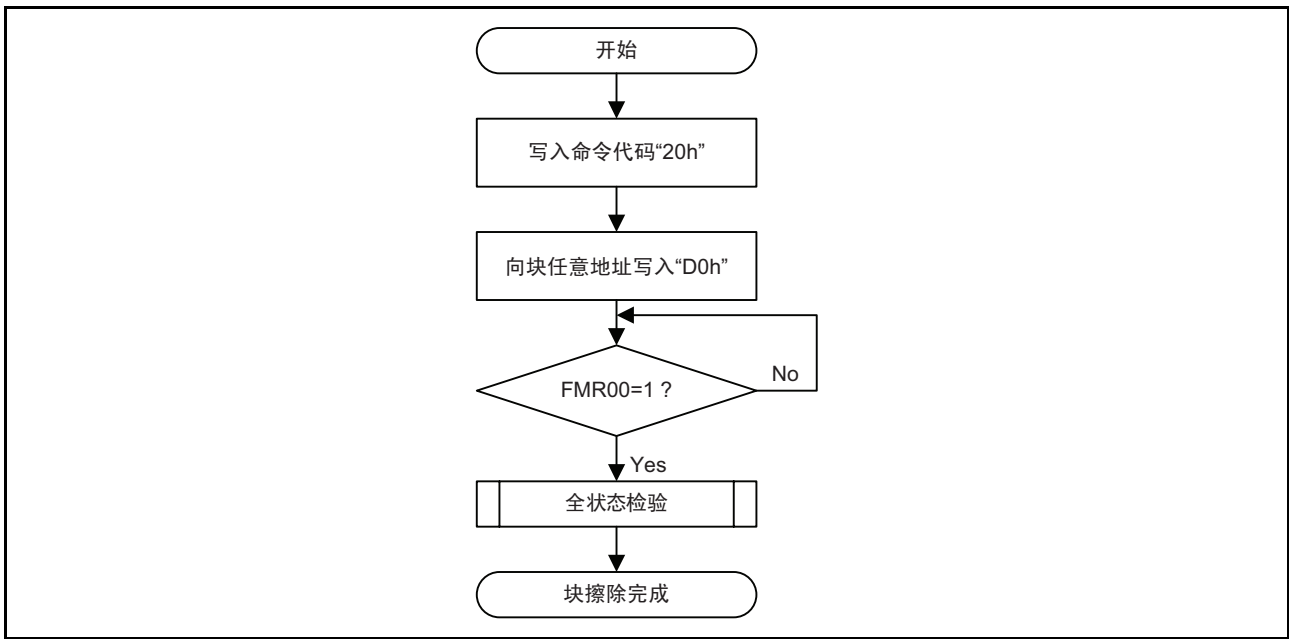 开始
写入命令代码“20h”
向块任意地址写入“D0h”
FMR00=1 ?
No
Yes
全状态检验
块擦除完成